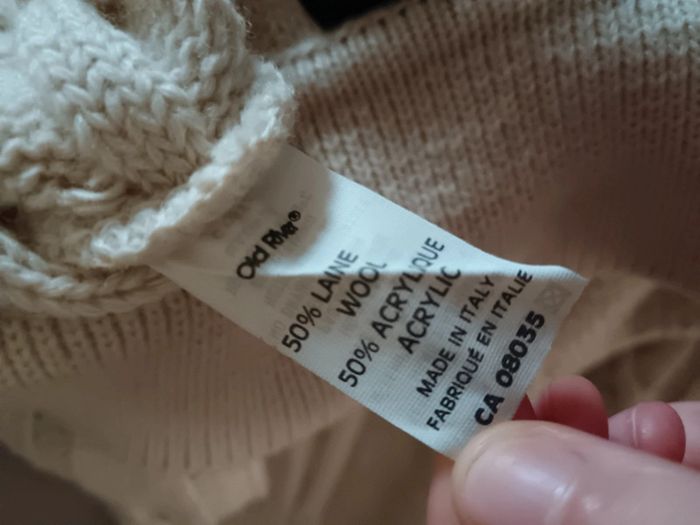 Old River®
50% LAINE
WOOL
50% ACRYLIQUE
ACRYLIC
MADE IN ITALY
FABRIQUÉ EN ITALIE
CA 08035